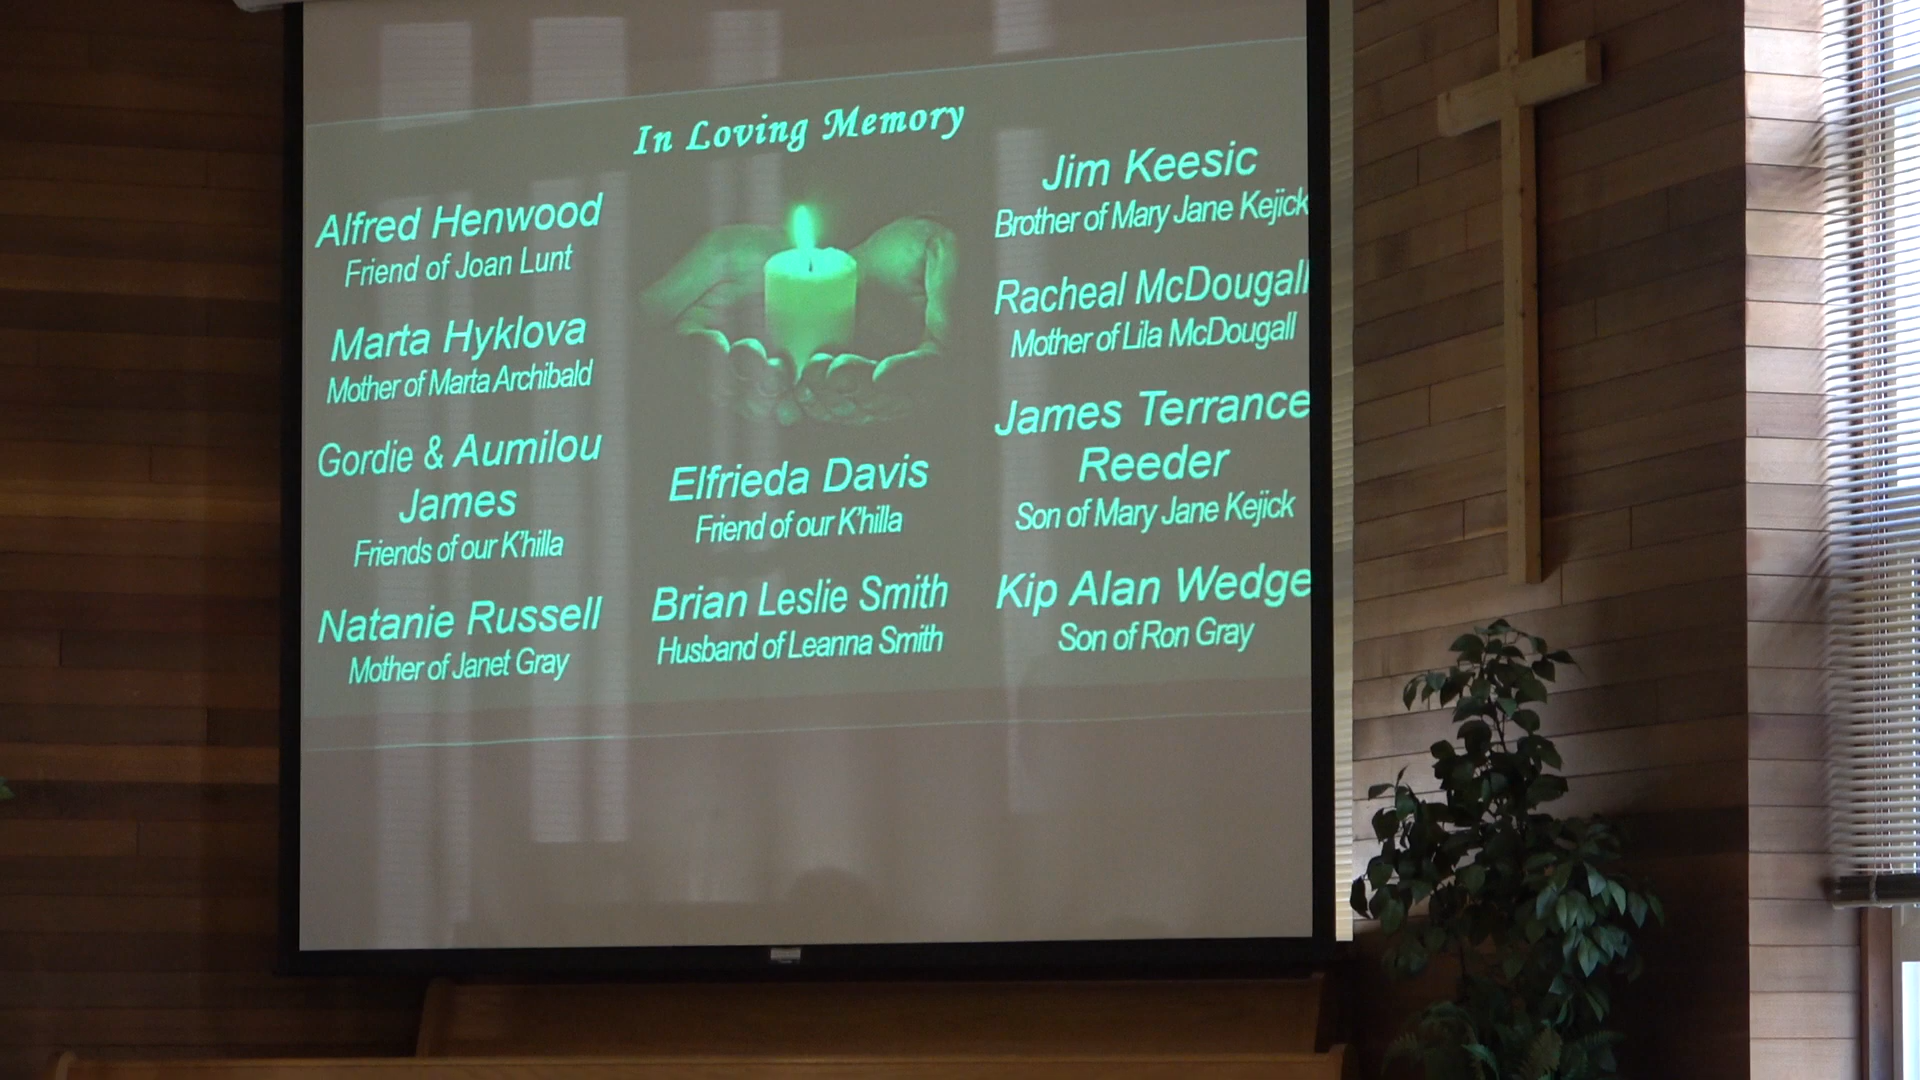 In Loving Memory
Alfred Henwood
Friend of Joan Lunt
Marta Hyklova
Mother of Marta Archibald
Gordie & Aumilou
James
Friends of our K'hilla
Natanie Russell
Mother of Janet Gray
Elfrieda Davis
Friend of our K'hilla
Brian Leslie Smith
Husband of Leanna Smith
Jim Keesic
Brother of Mary Jane Kejick
Racheal McDougall
Mother of Lila McDougall
James Terrance
Reeder
Son of Mary Jane Kejick
Kip Alan Wedge
Son of Ron Gray